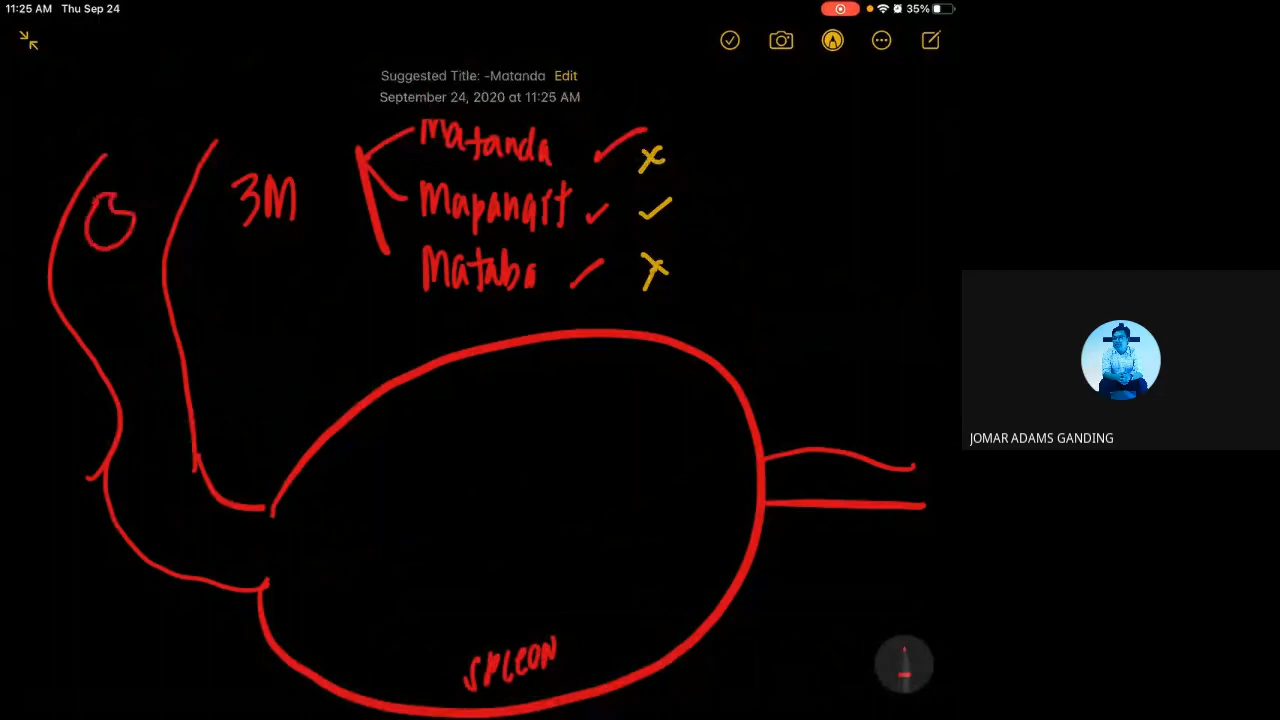 11:25 AM Thu Sep 24
35%
Suggested Title: -Matanda Edit
September 24, 2020 at 11:25 AM
Matanda
3M
Mapangit
Mataba
JOMAR ADAMS GANDING
SPLEON